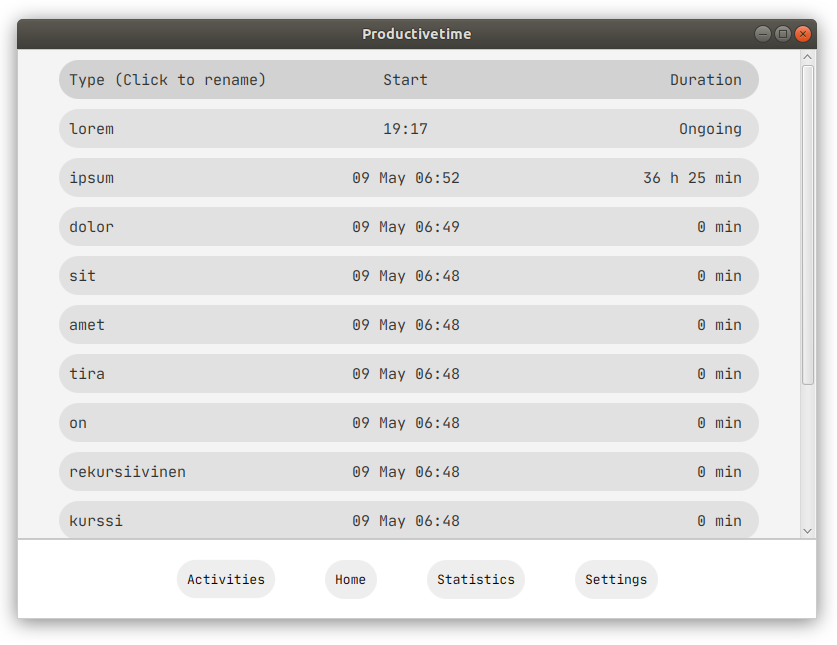 Productivetime
Type (Click to rename) Start Duration
lorem 19:17 Ongoing
ipsum 09 May 06:52 36 h 25 min
dolor 09 May 06:49 0 min
sit 09 May 06:48 0 min
amet 09 May 06:48 0 min
tira 09 May 06:48 0 min
on 09 May 06:48 0 min
rekursiivinen 09 May 06:48 0 min
kurssi 09 May 06:48 0 min
Activities Home Statistics Settings